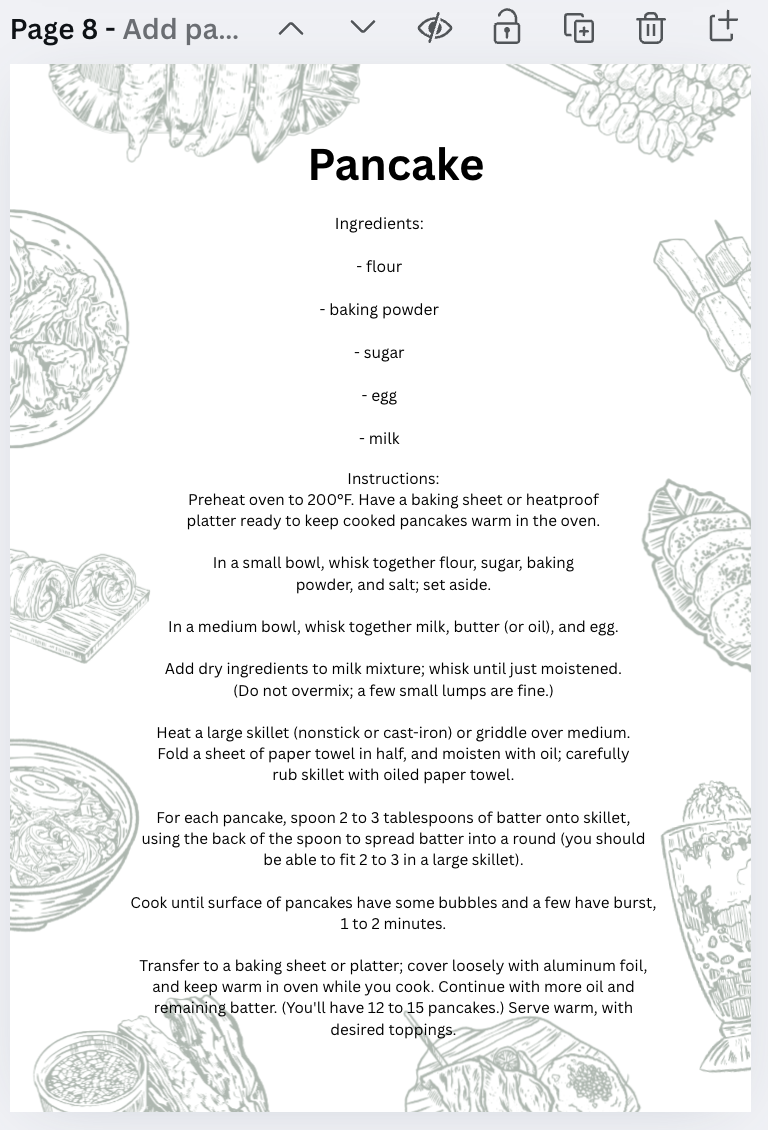 Page 8 - Add pa...
Pancake
Ingredients:
- flour
- baking powder
- sugar
- egg
- milk
Instructions:
Preheat oven to 200°F. Have a baking sheet or heatproof
platter ready to keep cooked pancakes warm in the oven.
In a small bowl, whisk together flour, sugar, baking
powder, and salt; set aside.
In a medium bowl, whisk together milk, butter (or oil), and egg.
Add dry ingredients to milk mixture; whisk until just moistened.
(Do not overmix; a few small lumps are fine.)
Heat a large skillet (nonstick or cast-iron) or griddle over medium.
Fold a sheet of paper towel in half, and moisten with oil; carefully
rub skillet with oiled paper towel.
For each pancake, spoon 2 to 3 tablespoons of batter onto skillet,
using the back of the spoon to spread batter into a round (you should
be able to fit 2 to 3 in a large skillet).
Cook until surface of pancakes have some bubbles and a few have burst,
1 to 2 minutes.
Transfer to a baking sheet or platter; cover loosely with aluminum foil,
and keep warm in oven while you cook. Continue with more oil and
remaining batter. (You'll have 12 to 15 pancakes.) Serve warm, with
desired toppings.